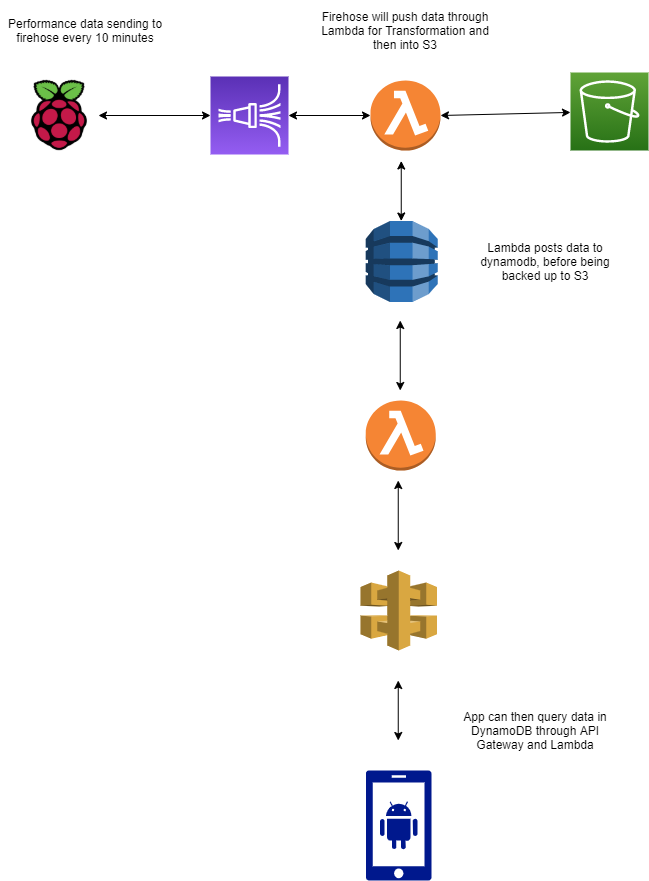 Performance data sending to
firehose every 10 minutes
Firehose will push data through
Lambda for Transformation and
then into S3
Lambda posts data to
dynamodb, before being
backed up to S3
App can then query data in
DynamoDB through API
Gateway and Lambda